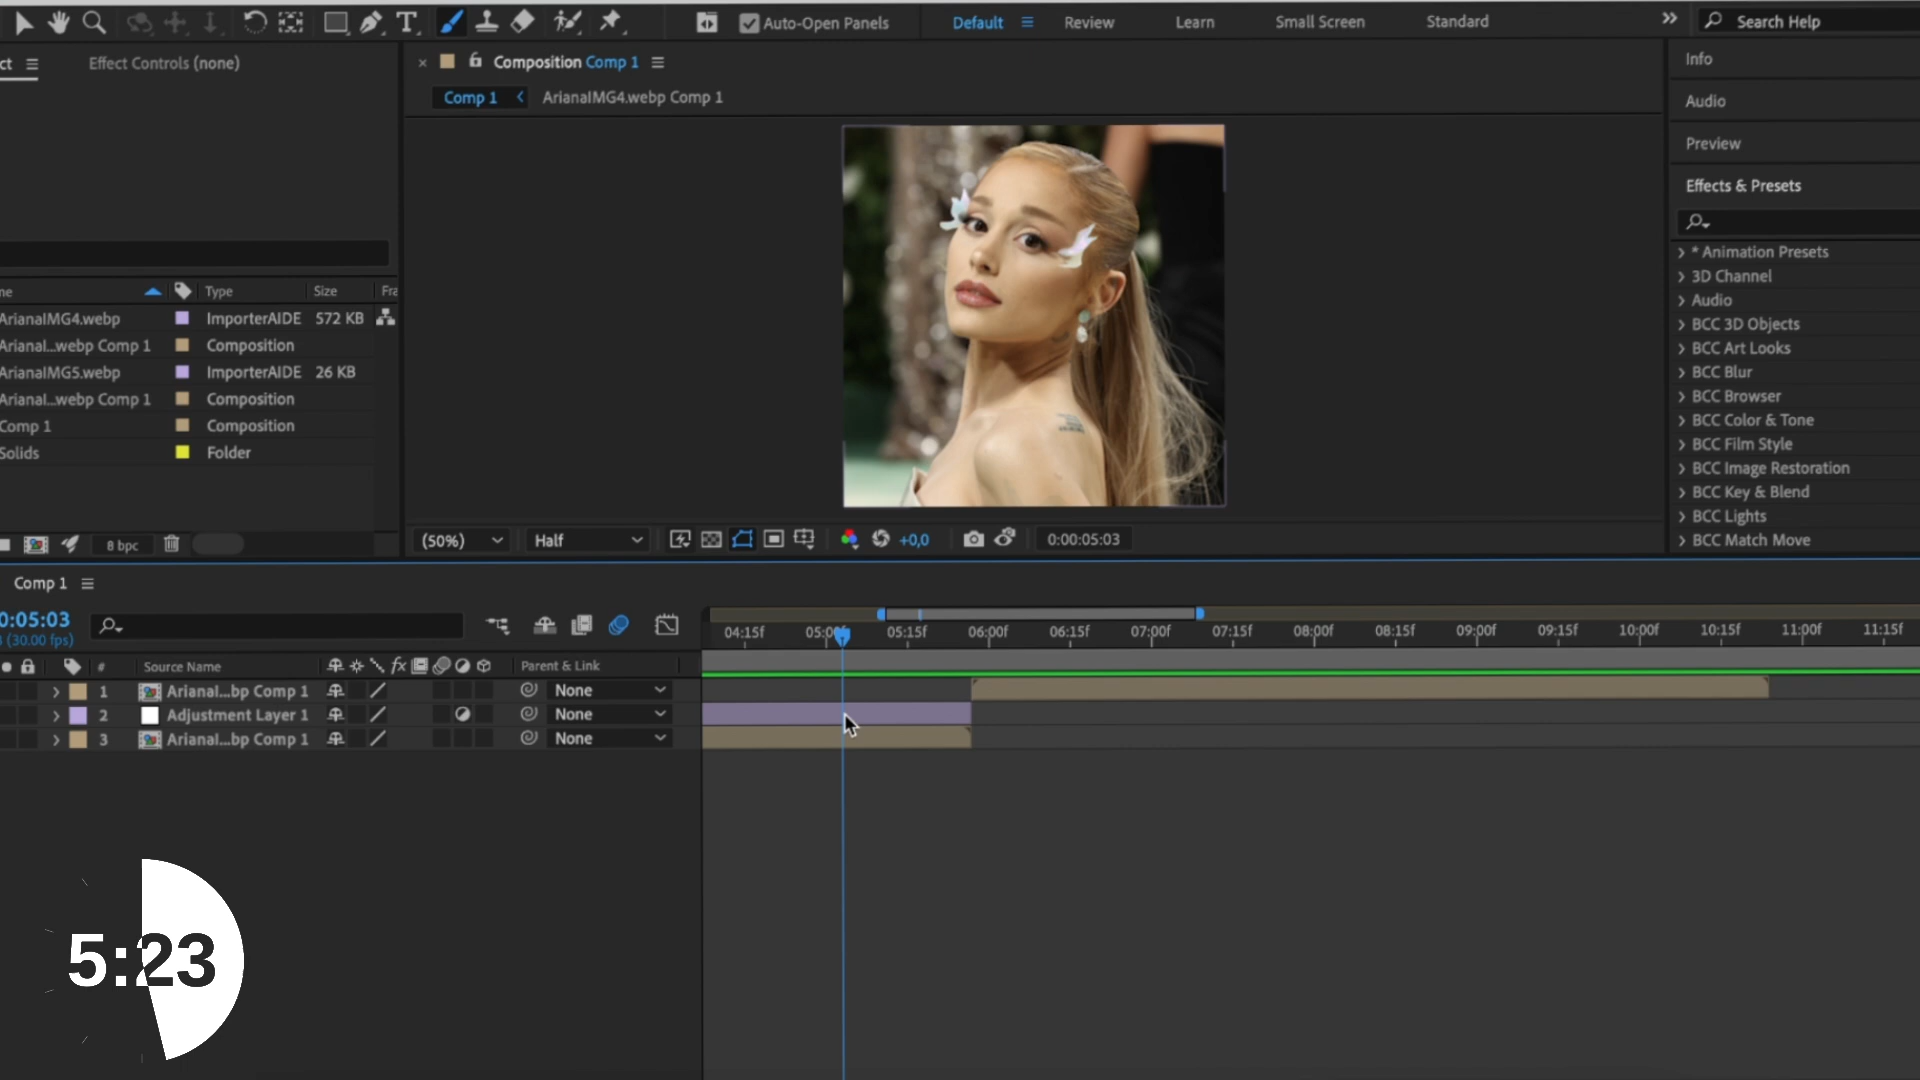 T
Auto-Open Panels
Default
Review
Learn
Small Screen
Standard
Search Help
ct
Effect Controls (none)
Composition Comp 1
Comp 1
ArianaIMG4.webp Comp 1
Info
Audio
Preview
Effects & Presets
* Animation Presets
3D Channel
Audio
BCC 3D Objects
BCC Art Looks
BCC Blur
BCC Browser
BCC Color & Tone
BCC Film Style
BCC Image Restoration
BCC Key & Blend
BCC Lights
BCC Match Move
me Type Size Fra
ArianaIMG4.webp ImporterAIDE 572 KB
Arianal...webp Comp 1 Composition
ArianaIMG5.webp ImporterAIDE 26 KB
Arianal...webp Comp 1 Composition
Comp 1 Composition
Solids Folder
8 bpc
(50%)
Half
+0,0
0:00:05:03
Comp 1
0:05:03
(30.00 fps)
04:15f 05:00f 05:15f 06:00f 06:15f 07:00f 07:15f 08:00f 08:15f 09:00f 09:15f 10:00f 10:15f 11:00f 11:15f
# Source Name fx Parent & Link
1 Arianal...bp Comp 1 None
2 Adjustment Layer 1 None
3 Arianal...bp Comp 1 None
5:23